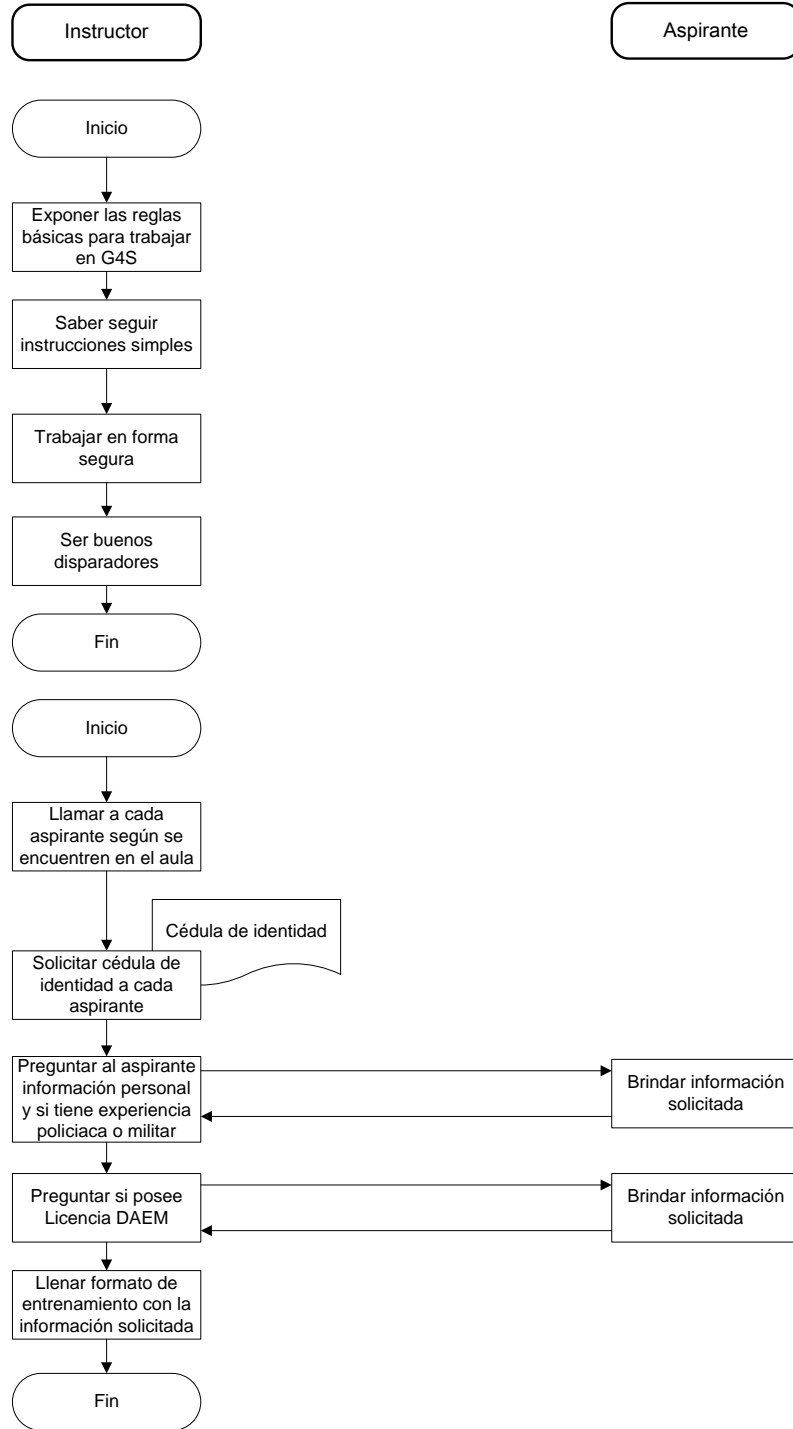 Instructor
Aspirante
Inicio
Exponer las reglas
básicas para trabajar
en G4S
Saber seguir
instrucciones simples
Trabajar en forma
segura
Ser buenos
disparadores
Fin
Inicio
Llamar a cada
aspirante según se
encuentren en el aula
Cédula de identidad
Solicitar cédula de
identidad a cada
aspirante
Preguntar al aspirante
información personal
y si tiene experiencia
policiaca o militar
Brindar información
solicitada
Preguntar si posee
Licencia DAEM
Brindar información
solicitada
Llenar formato de
entrenamiento con la
información solicitada
Fin